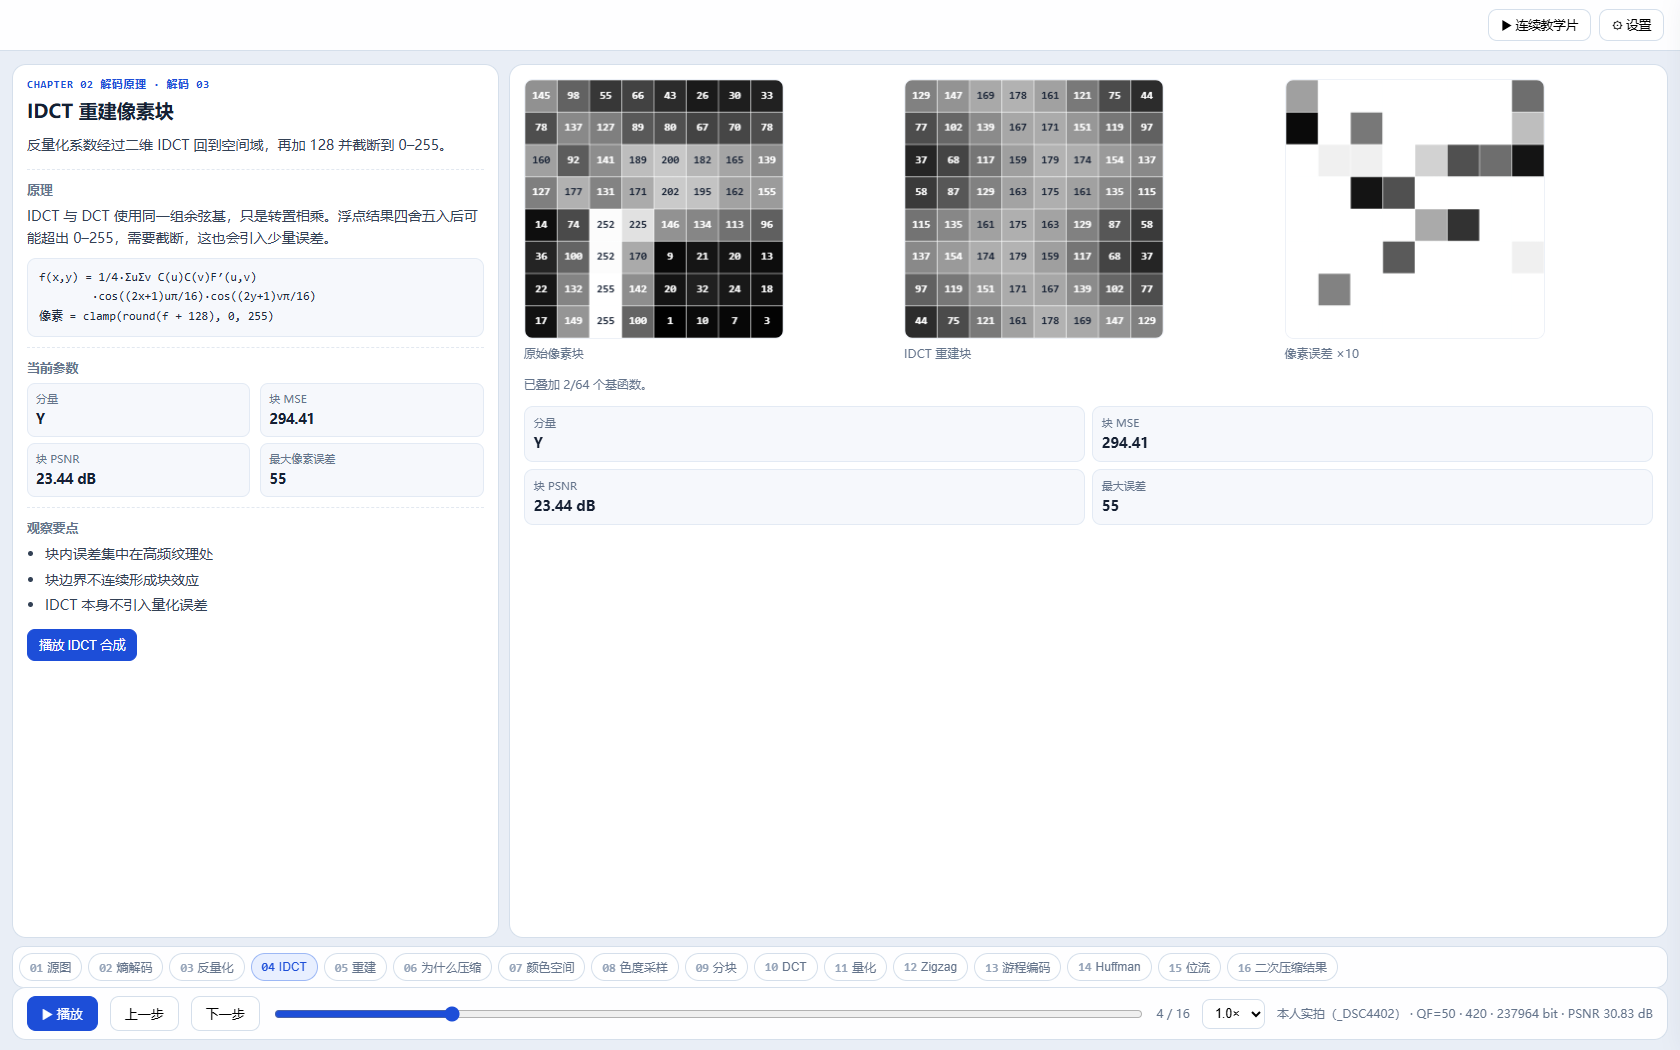 ▶ 连续教学片
⚙ 设置
CHAPTER 02 解码原理 · 解码 03
IDCT 重建像素块
反量化系数经过二维 IDCT 回到空间域，再加 128 并截断到 0–255。
原理
IDCT 与 DCT 使用同一组余弦基，只是转置相乘。浮点结果四舍五入后可
能超出 0–255，需要截断，这也会引入少量误差。
f(x,y) = 1/4·ΣuΣv C(u)C(v)F′(u,v)
·cos((2x+1)uπ/16)·cos((2y+1)vπ/16)
像素 = clamp(round(f + 128), 0, 255)
当前参数
分量
Y
块 MSE
294.41
块 PSNR
23.44 dB
最大像素误差
55
观察要点
• 块内误差集中在高频纹理处
• 块边界不连续形成块效应
• IDCT 本身不引入量化误差
播放 IDCT 合成
145 98 55 66 43 26 30 33
78 137 127 89 80 67 70 78
160 92 141 189 200 182 165 139
127 177 131 171 202 195 162 155
14 74 252 225 146 134 113 96
36 100 252 170 9 21 20 13
22 132 255 142 20 32 24 18
17 149 255 100 1 10 7 3
原始像素块
129 147 169 178 161 121 75 44
77 102 139 167 171 151 119 97
37 68 117 159 179 174 154 137
58 87 129 163 175 161 135 115
115 135 161 175 163 129 87 58
137 154 174 179 159 117 68 37
97 119 151 171 167 139 102 77
44 75 121 161 178 169 147 129
IDCT 重建块
像素误差 ×10
已叠加 2/64 个基函数。
分量
Y
块 MSE
294.41
块 PSNR
23.44 dB
最大误差
55
01 源图
02 熵解码
03 反量化
04 IDCT
05 重建
06 为什么压缩
07 颜色空间
08 色度采样
09 分块
10 DCT
11 量化
12 Zigzag
13 游程编码
14 Huffman
15 位流
16 二次压缩结果
▶ 播放
上一步
下一步
4 / 16
1.0×
本人实拍（_DSC4402） · QF=50 · 420 · 237964 bit · PSNR 30.83 dB